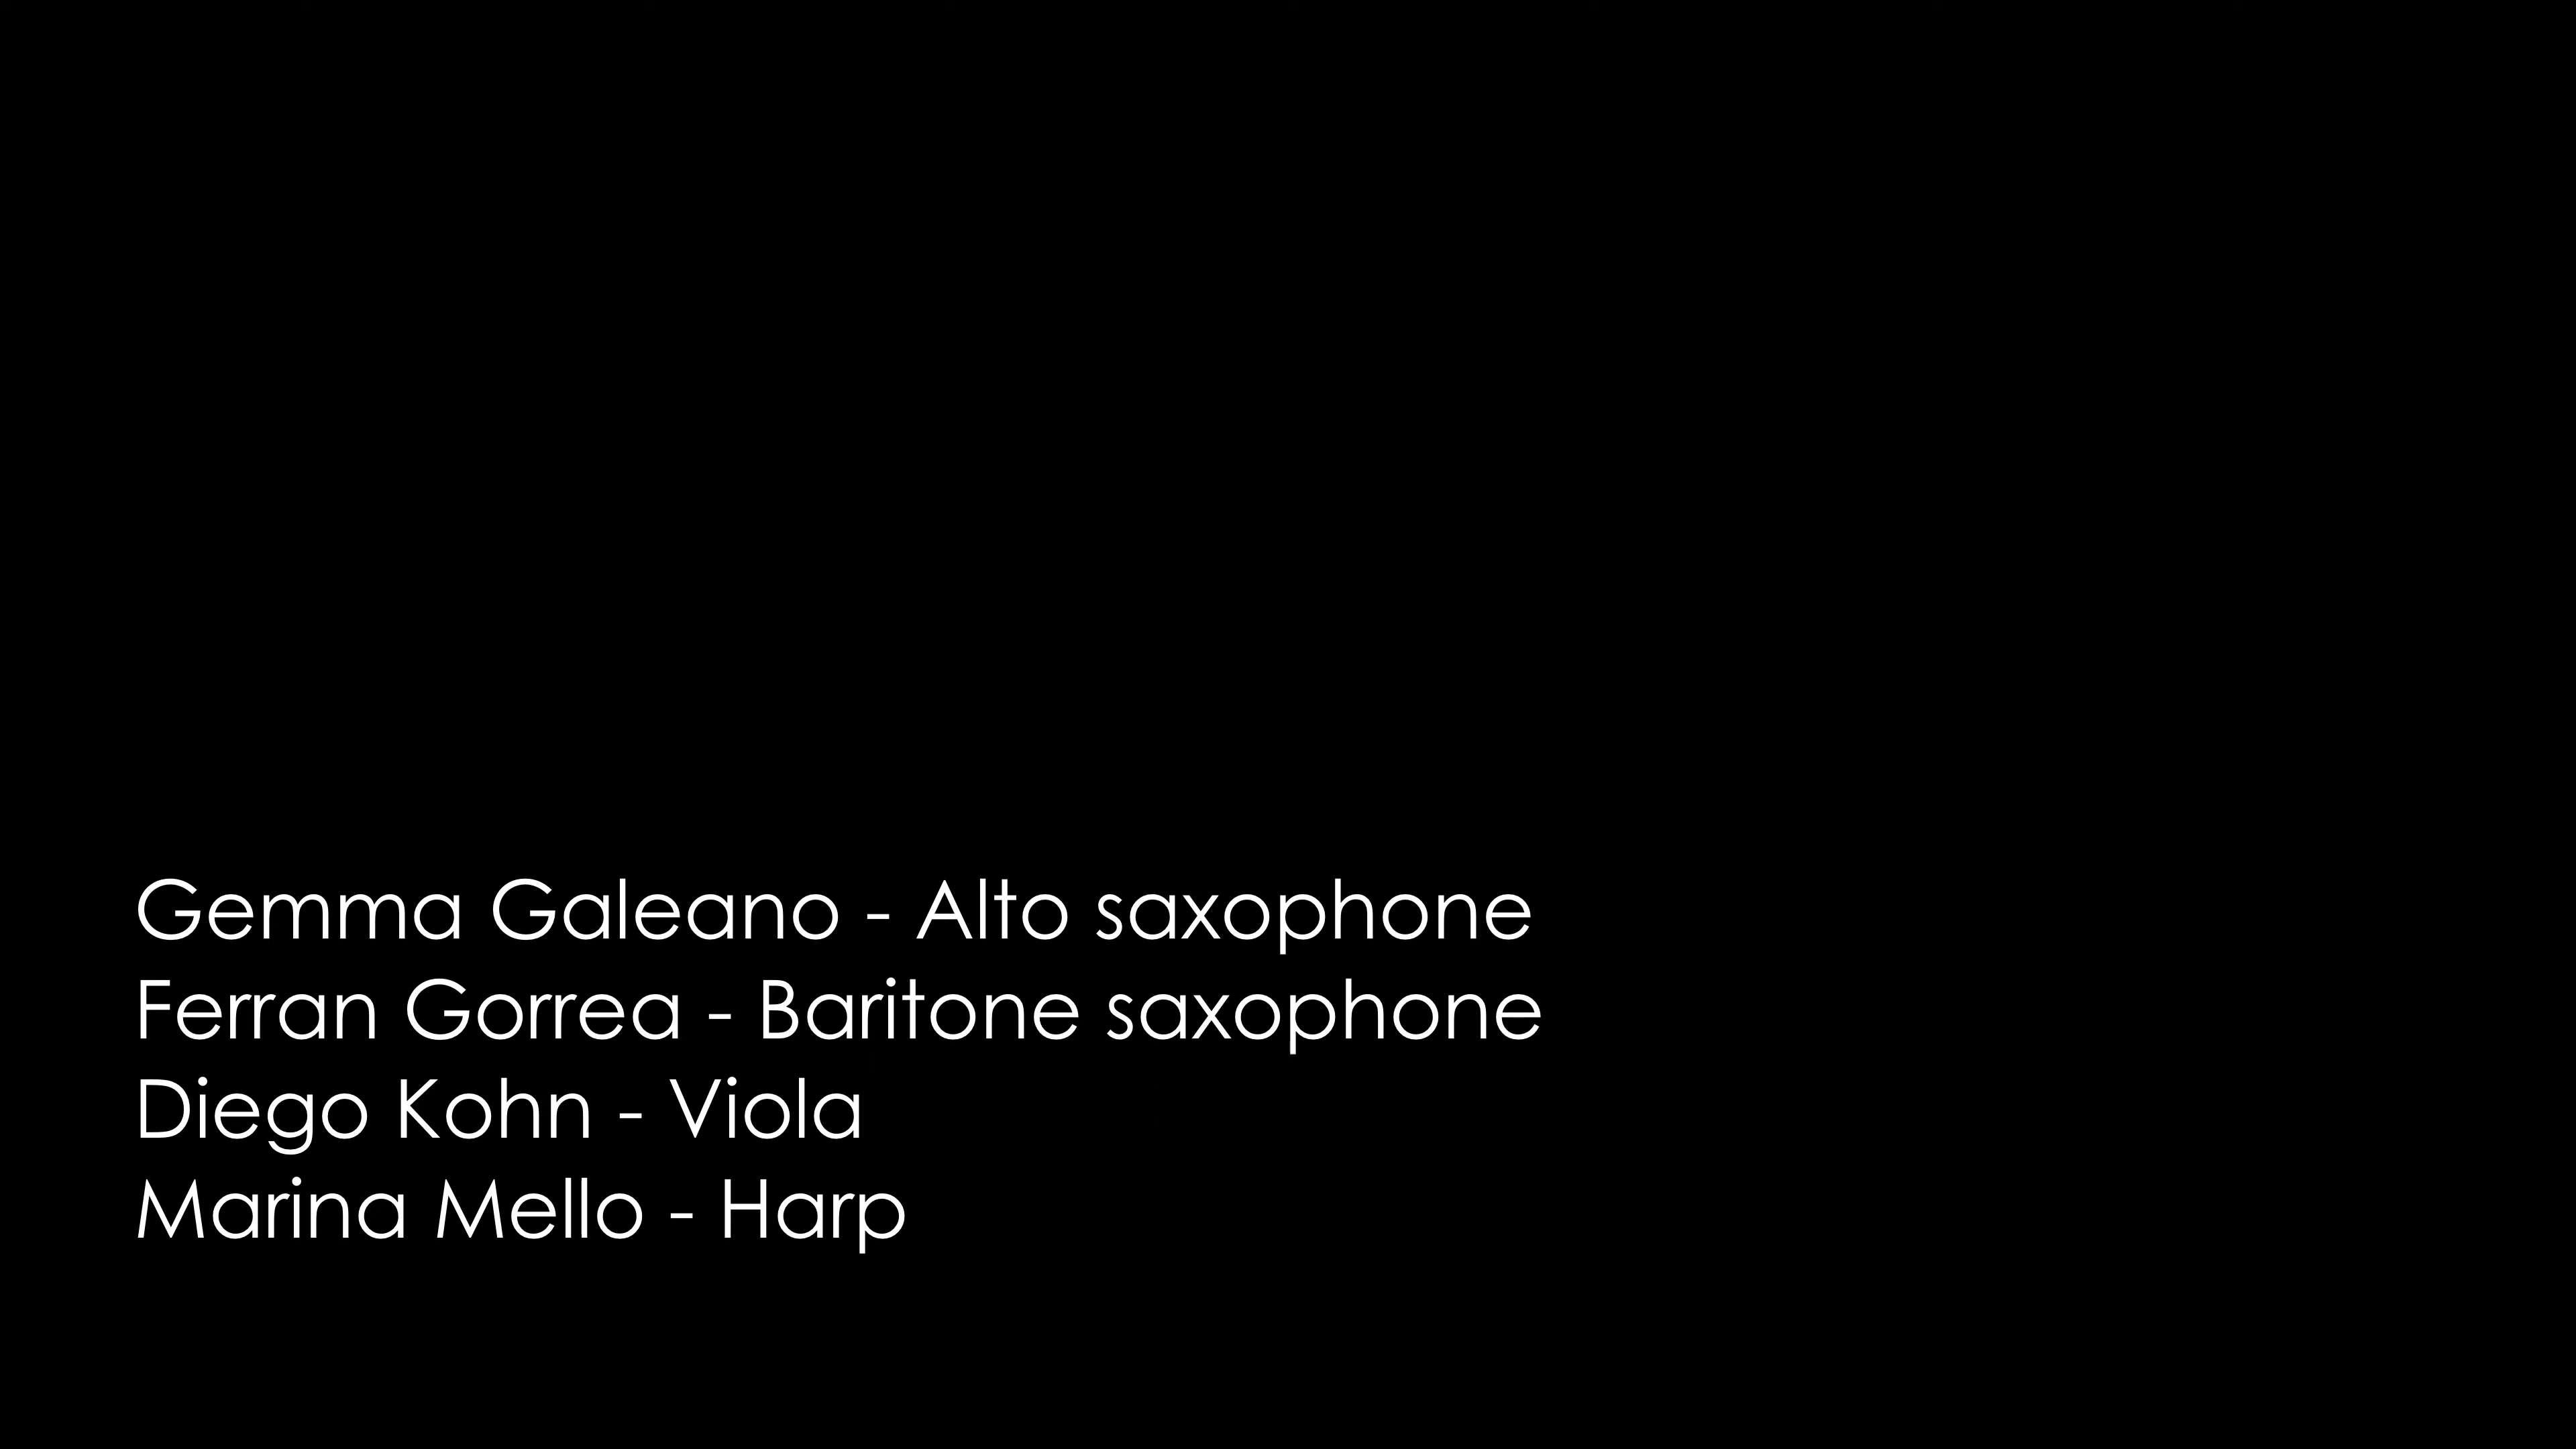 Gemma Galeano - Alto saxophone
Ferran Gorrea - Baritone saxophone
Diego Kohn - Viola
Marina Mello - Harp